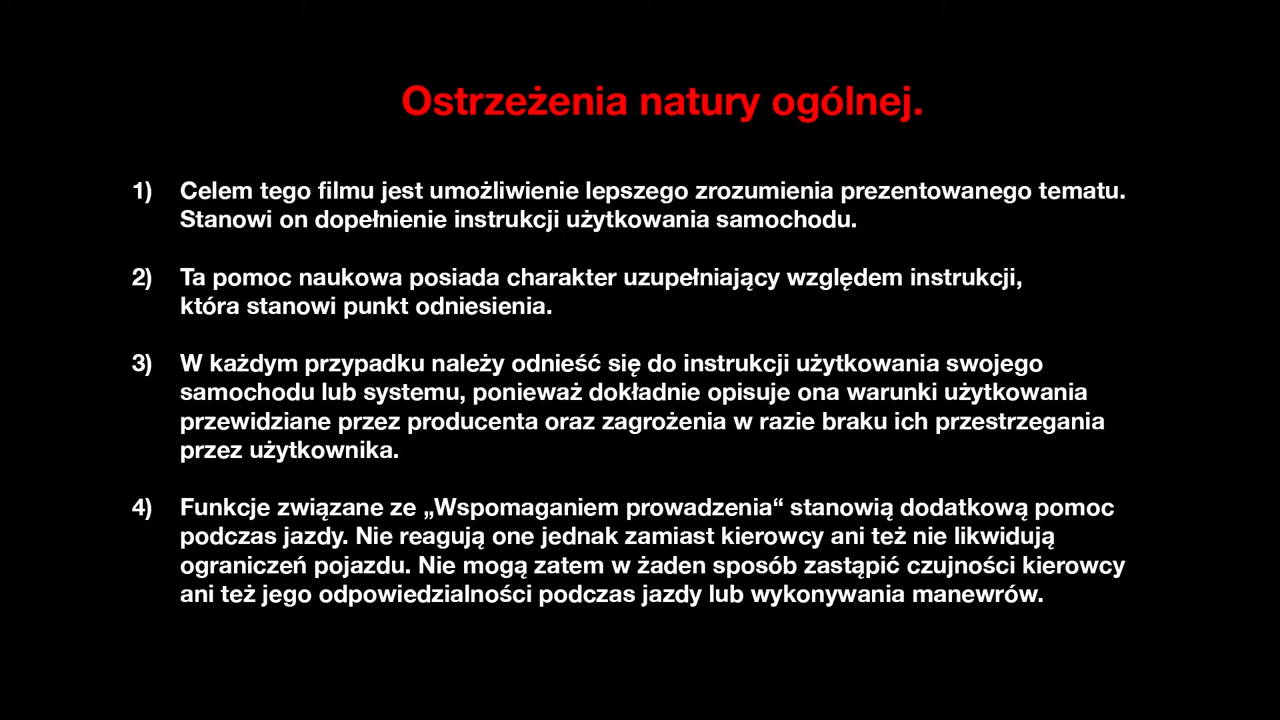 Ostrzeżenia natury ogólnej.
1) Celem tego filmu jest umożliwienie lepszego zrozumienia prezentowanego tematu.
Stanowi on dopełnienie instrukcji użytkowania samochodu.
2) Ta pomoc naukowa posiada charakter uzupełniający względem instrukcji,
która stanowi punkt odniesienia.
3) W każdym przypadku należy odnieść się do instrukcji użytkowania swojego
samochodu lub systemu, ponieważ dokładnie opisuje ona warunki użytkowania
przewidziane przez producenta oraz zagrożenia w razie braku ich przestrzegania
przez użytkownika.
4) Funkcje związane ze „Wspomaganiem prowadzenia“ stanowią dodatkową pomoc
podczas jazdy. Nie reagują one jednak zamiast kierowcy ani też nie likwidują
ograniczeń pojazdu. Nie mogą zatem w żaden sposób zastąpić czujności kierowcy
ani też jego odpowiedzialności podczas jazdy lub wykonywania manewrów.